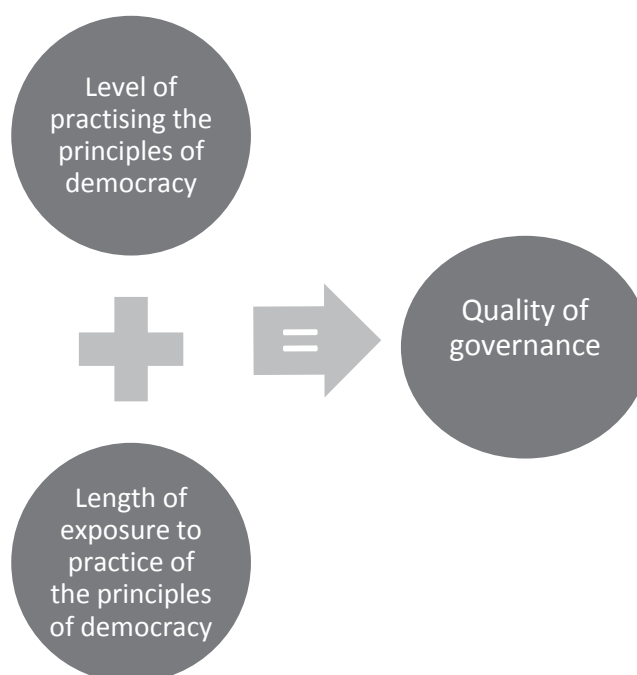 Level of
practising the
principles of
democracy
+
=
Quality of
governance
Length of
exposure to
practice of
the principles
of democracy